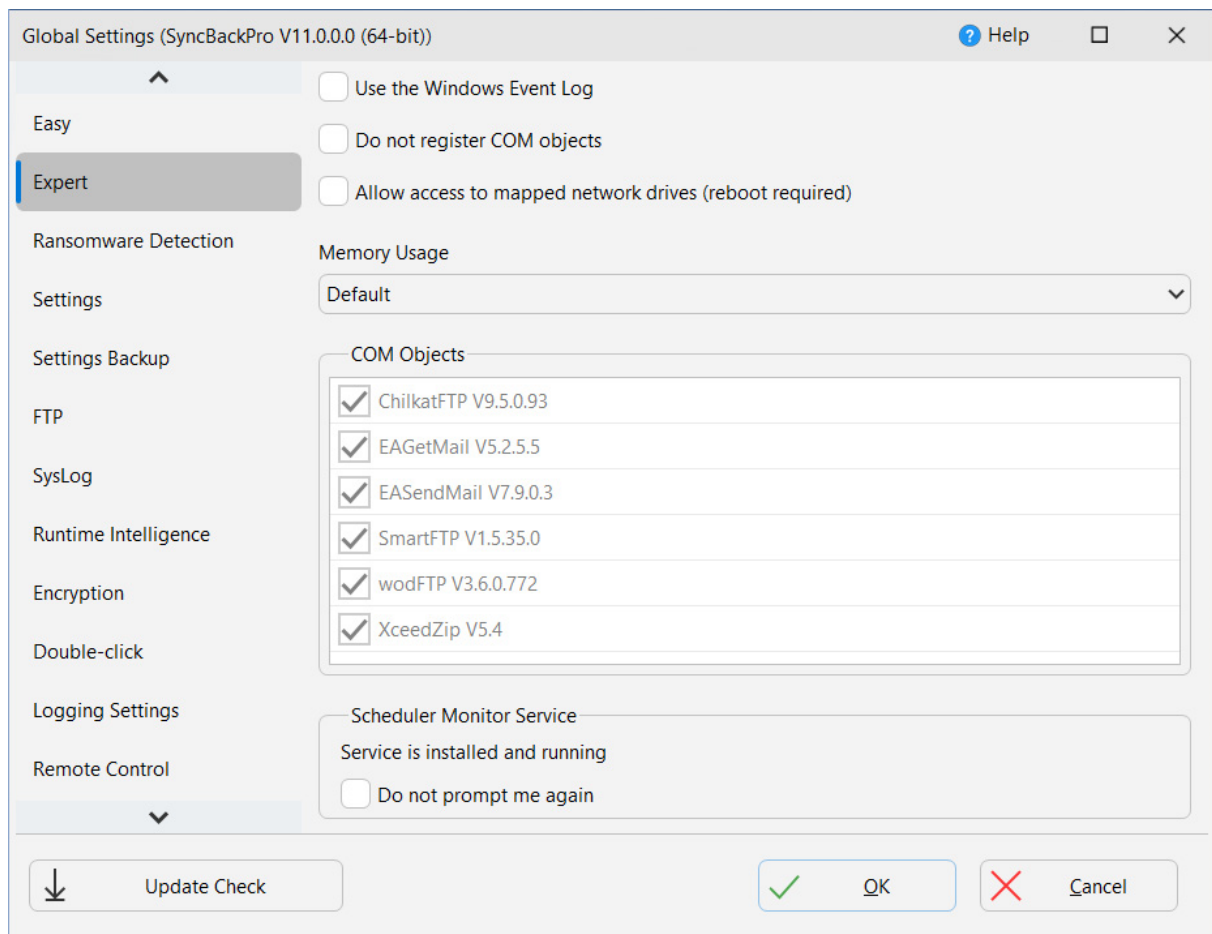 Global Settings (SyncBackPro V11.0.0.0 (64-bit))
? Help
Easy
Expert
Ransomware Detection
Settings
Settings Backup
FTP
SysLog
Runtime Intelligence
Encryption
Double-click
Logging Settings
Remote Control
Use the Windows Event Log
Do not register COM objects
Allow access to mapped network drives (reboot required)
Memory Usage
Default
COM Objects
ChilkatFTP V9.5.0.93
EAGetMail V5.2.5.5
EASendMail V7.9.0.3
SmartFTP V1.5.35.0
wodFTP V3.6.0.772
XceedZip V5.4
Scheduler Monitor Service
Service is installed and running
Do not prompt me again
Update Check
OK
Cancel